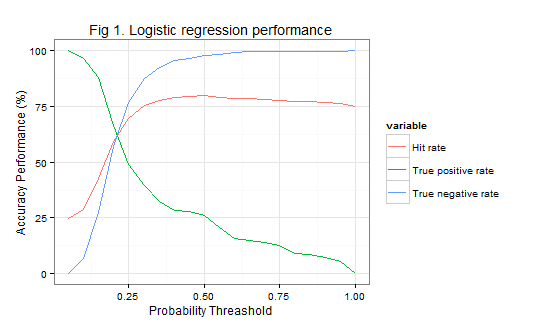 Fig 1. Logistic regression performance
Accuracy Performance (%)
100
75
50
25
0
0.25
0.50
0.75
1.00
Probability Threashold
variable
Hit rate
True positive rate
True negative rate